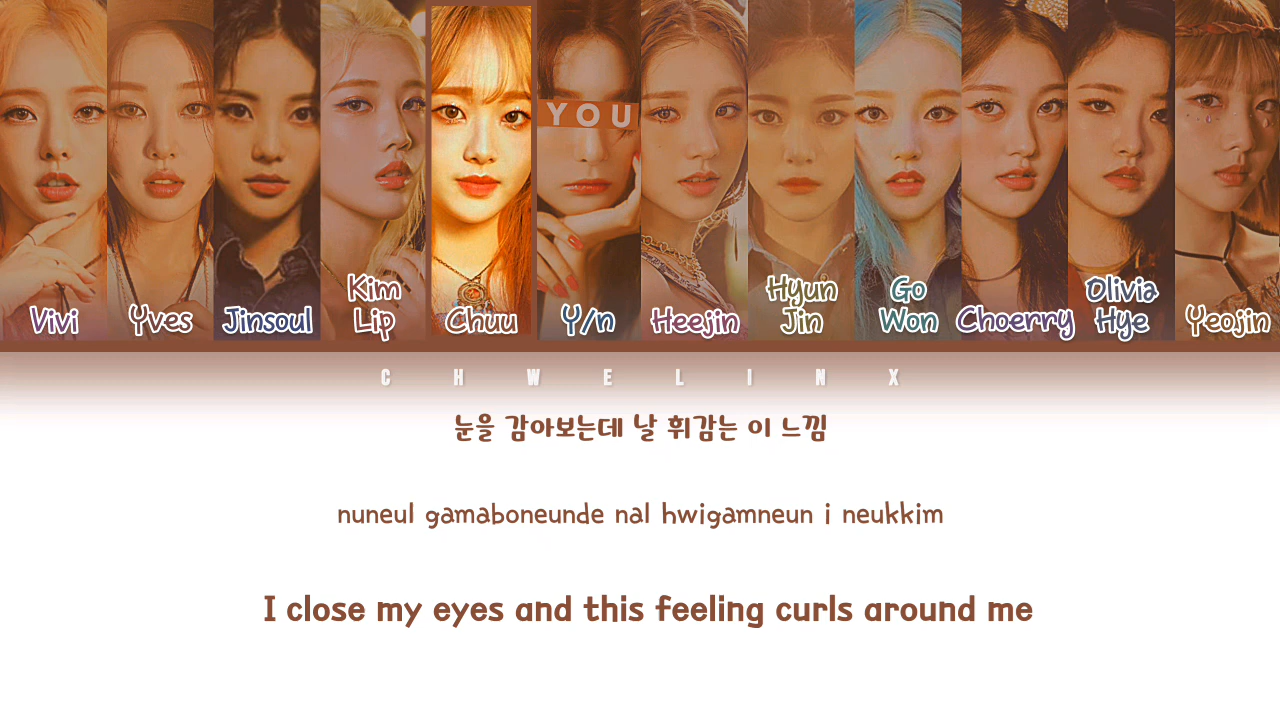 YOU
Vivi
Yves
Jinsoul
Kim
Lip
Chuu
Y/n
Heejin
Hyun
Jin
Go
Won
Choerry
Olivia
Hye
Yeojin
CHWELINX
눈을 감아보는데 날 휘감는 이 느낌
nuneul gamaboneunde nal hwigamneun i neukkim
I close my eyes and this feeling curls around me